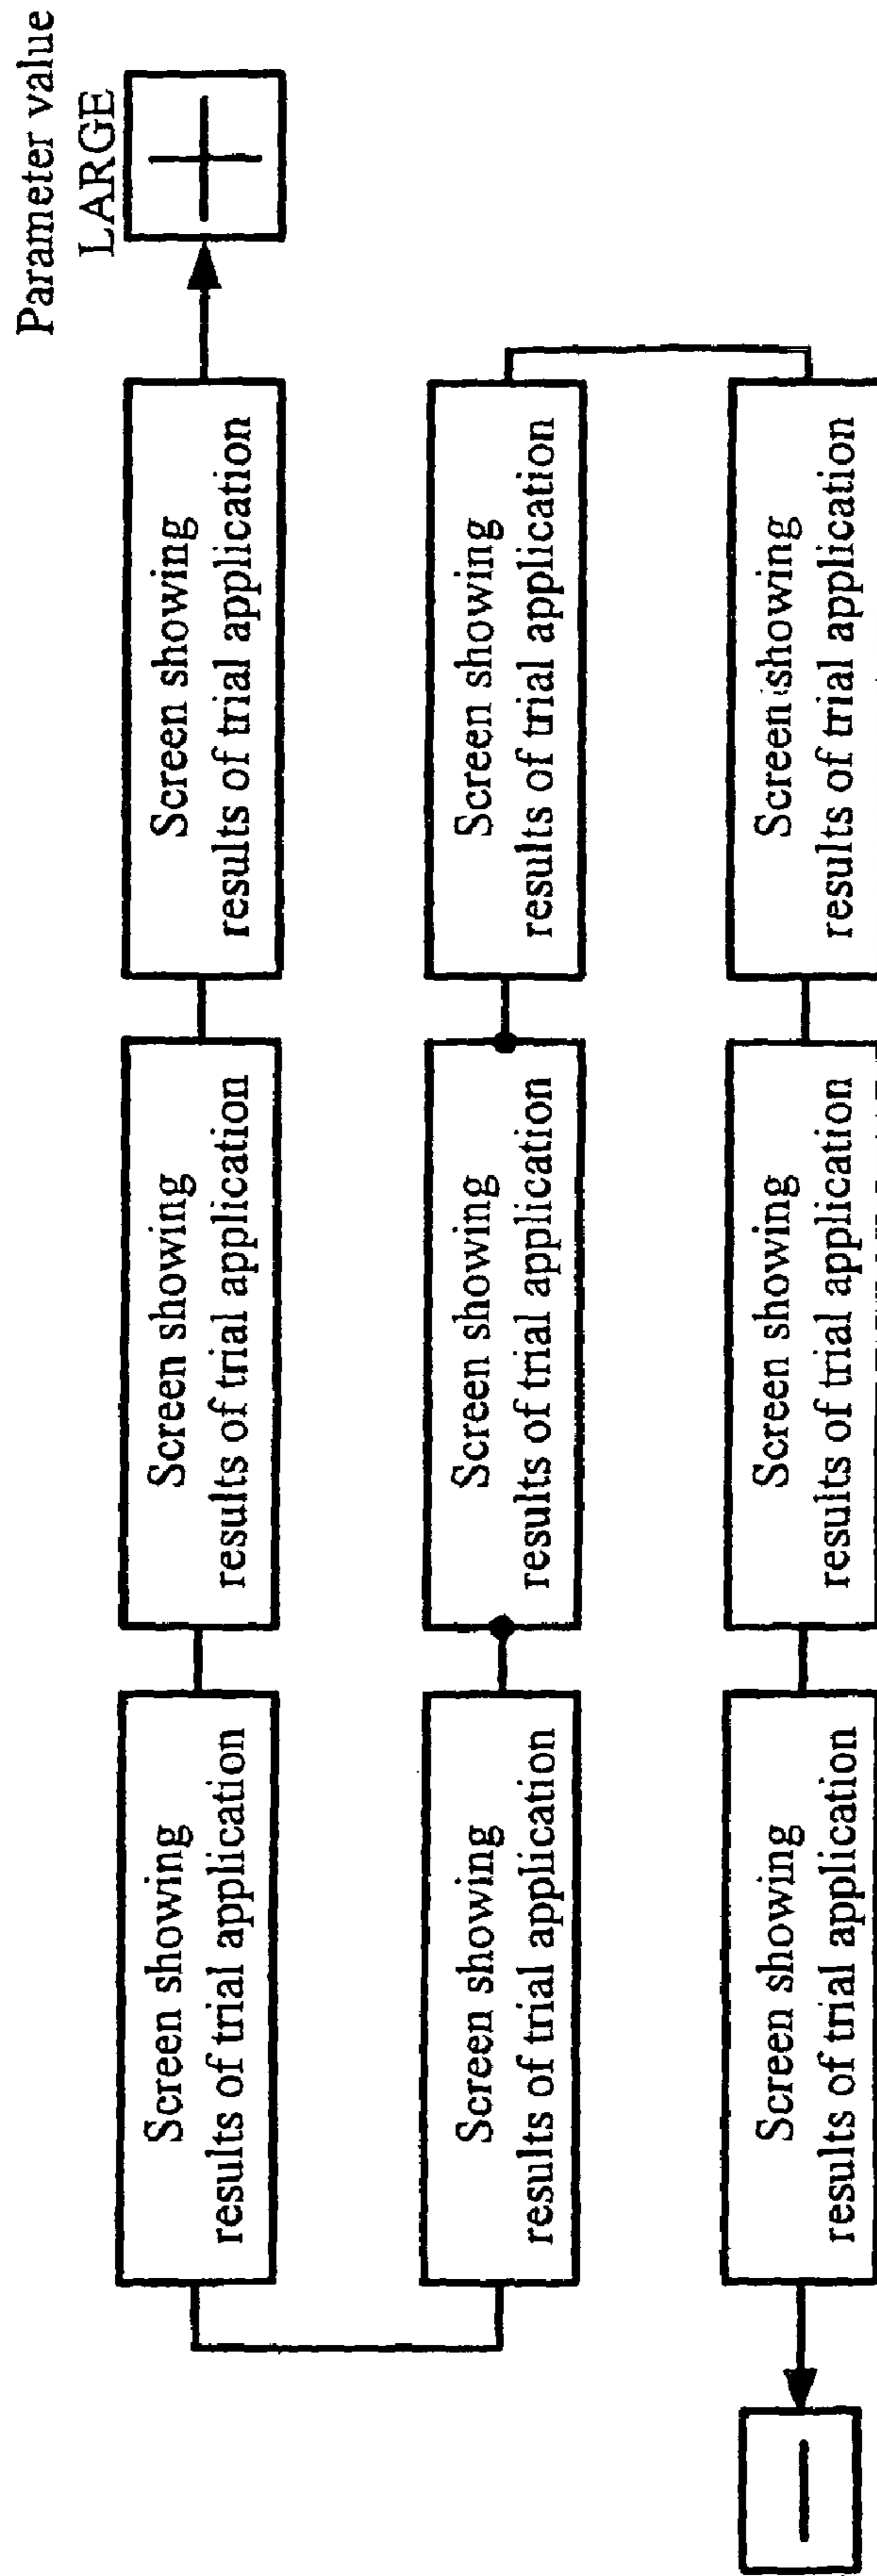 Parameter value
LARGE
Screen showing
results of trial application
Screen showing
results of trial application
Screen showing
results of trial application
Screen showing
results of trial application
Screen showing
results of trial application
Screen showing
results of trial application
Screen showing
results of trial application
Screen showing
results of trial application
Screen showing
results of trial application